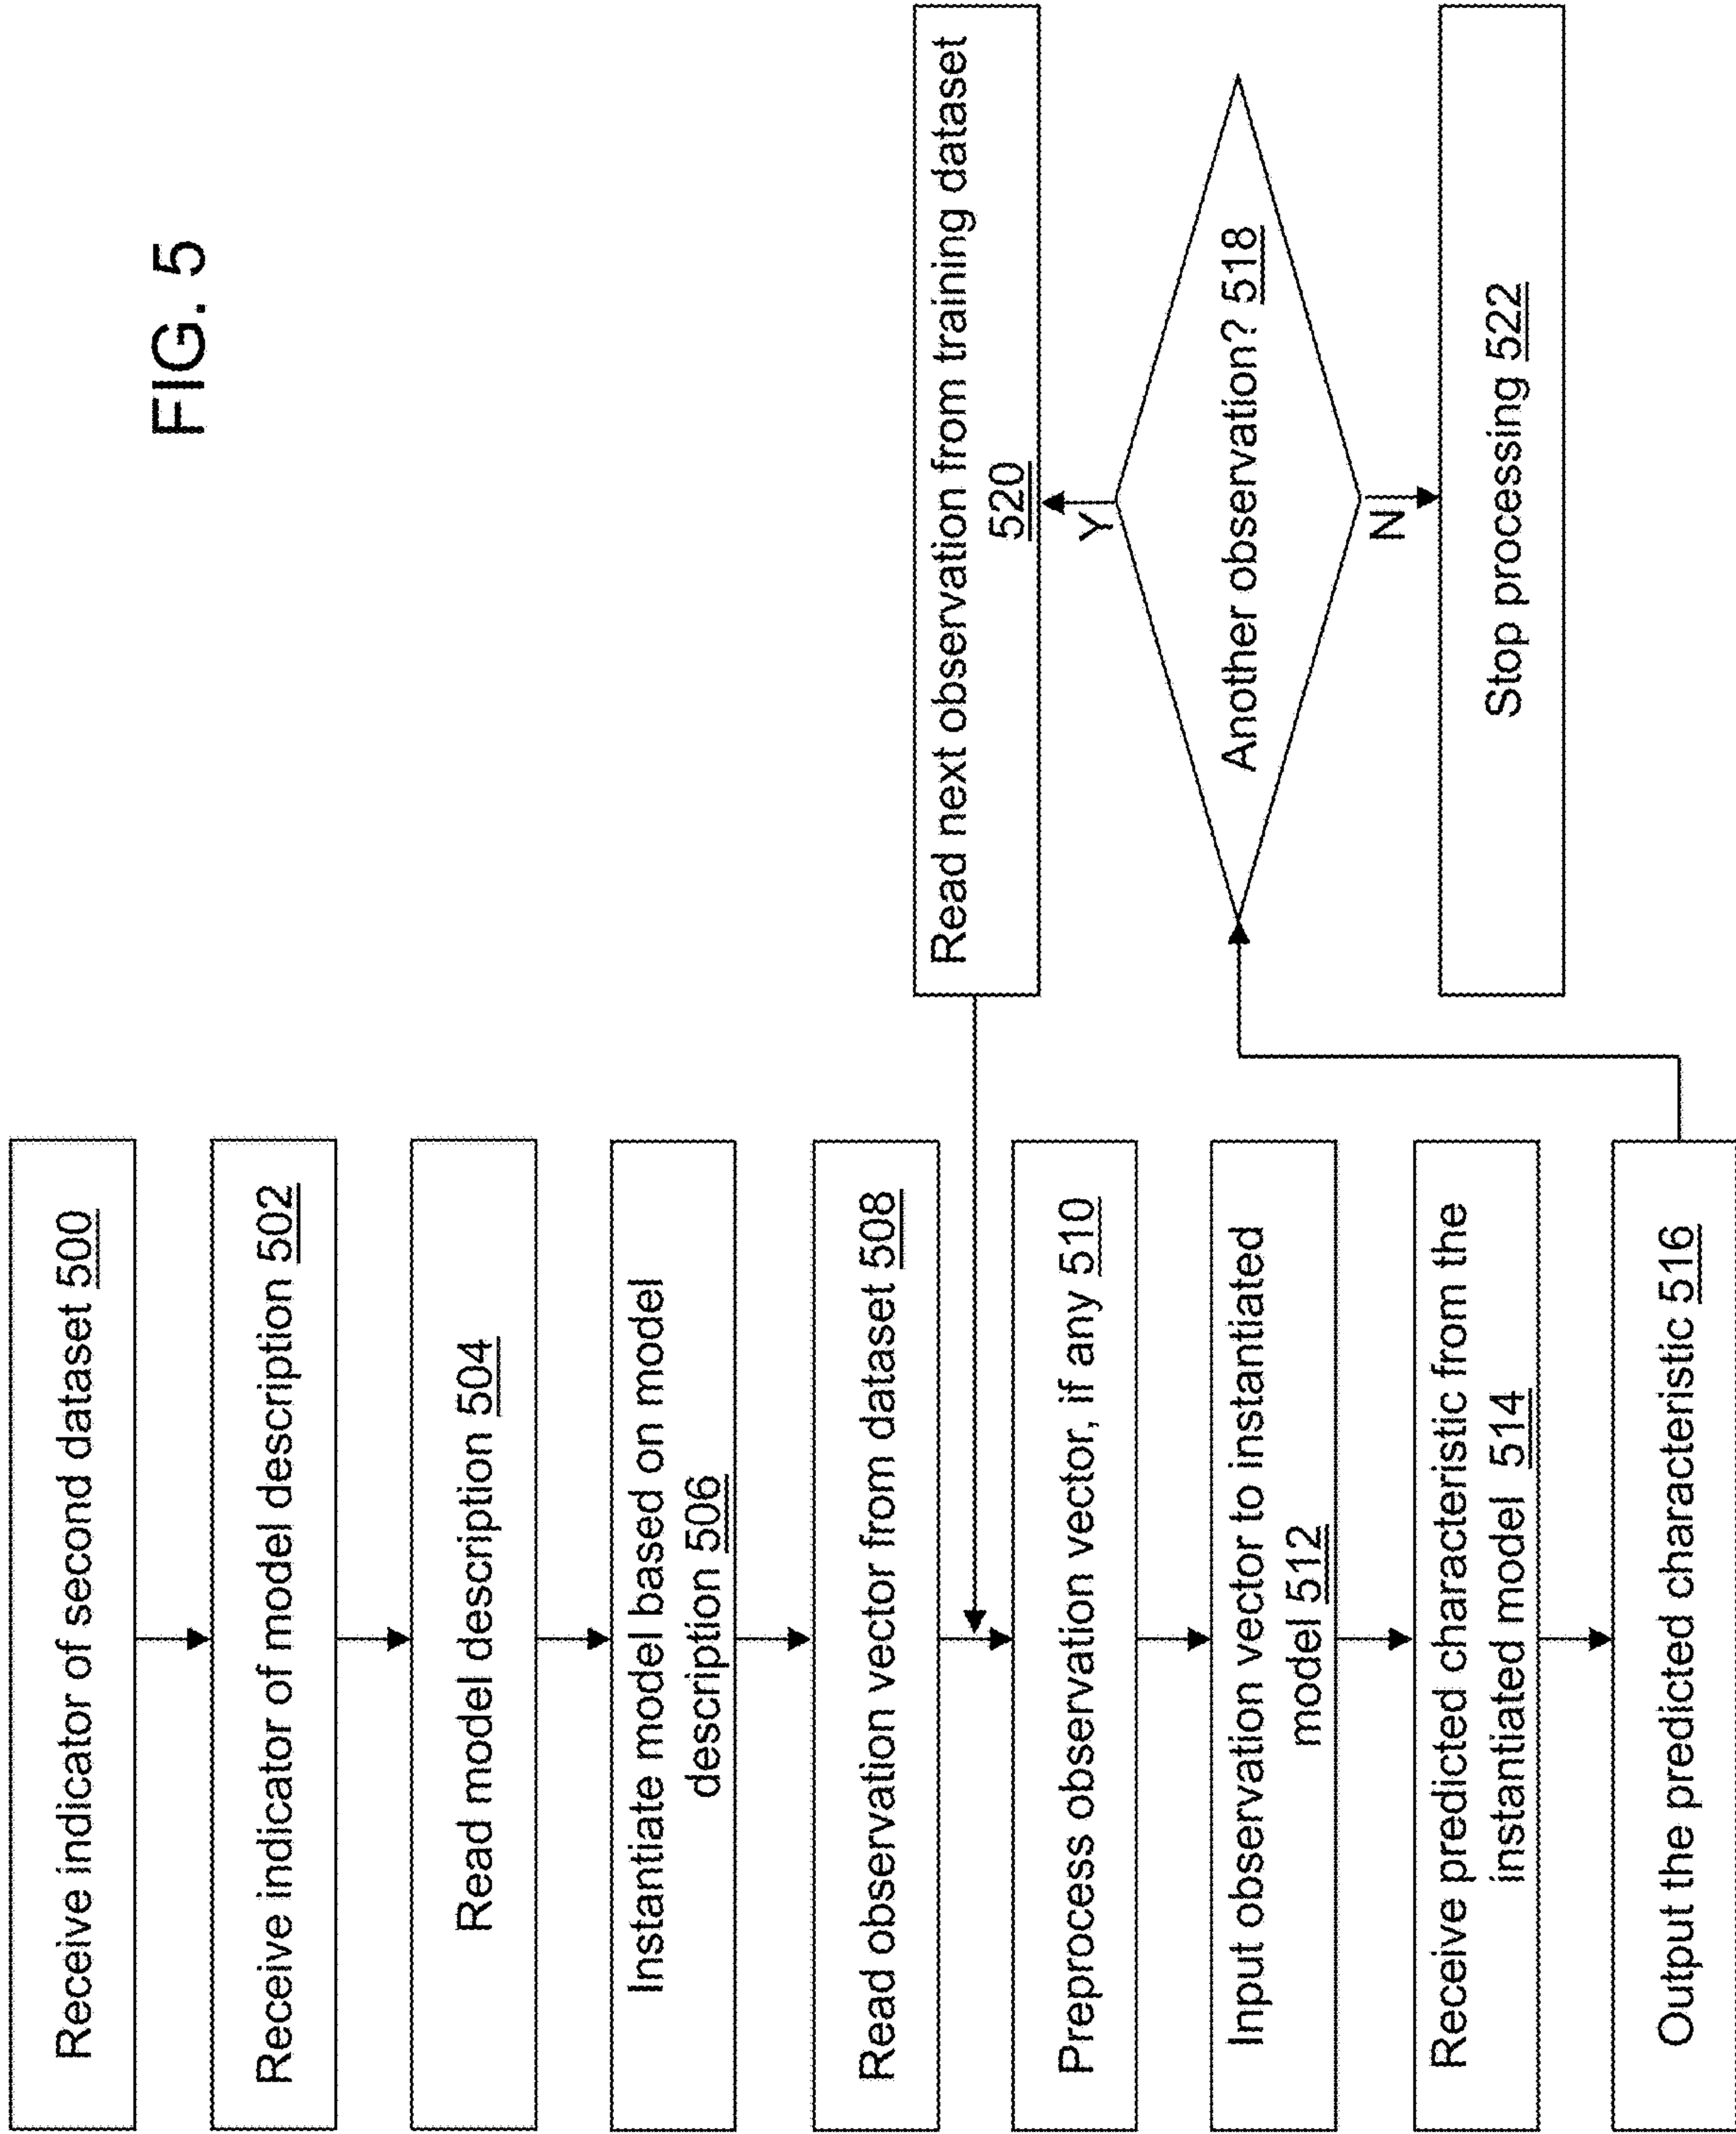 FIG. 5
Receive indicator of second dataset 500
Receive indicator of model description 502
Read model description 504
Instantiate model based on model
description 506
Read observation vector from dataset 508
Preprocess observation vector, if any 510
Input observation vector to instantiated
model 512
Receive predicted characteristic from the
instantiated model 514
Output the predicted characteristic 516
Read next observation from training dataset
520
Y
Another observation? 518
N
Stop processing 522